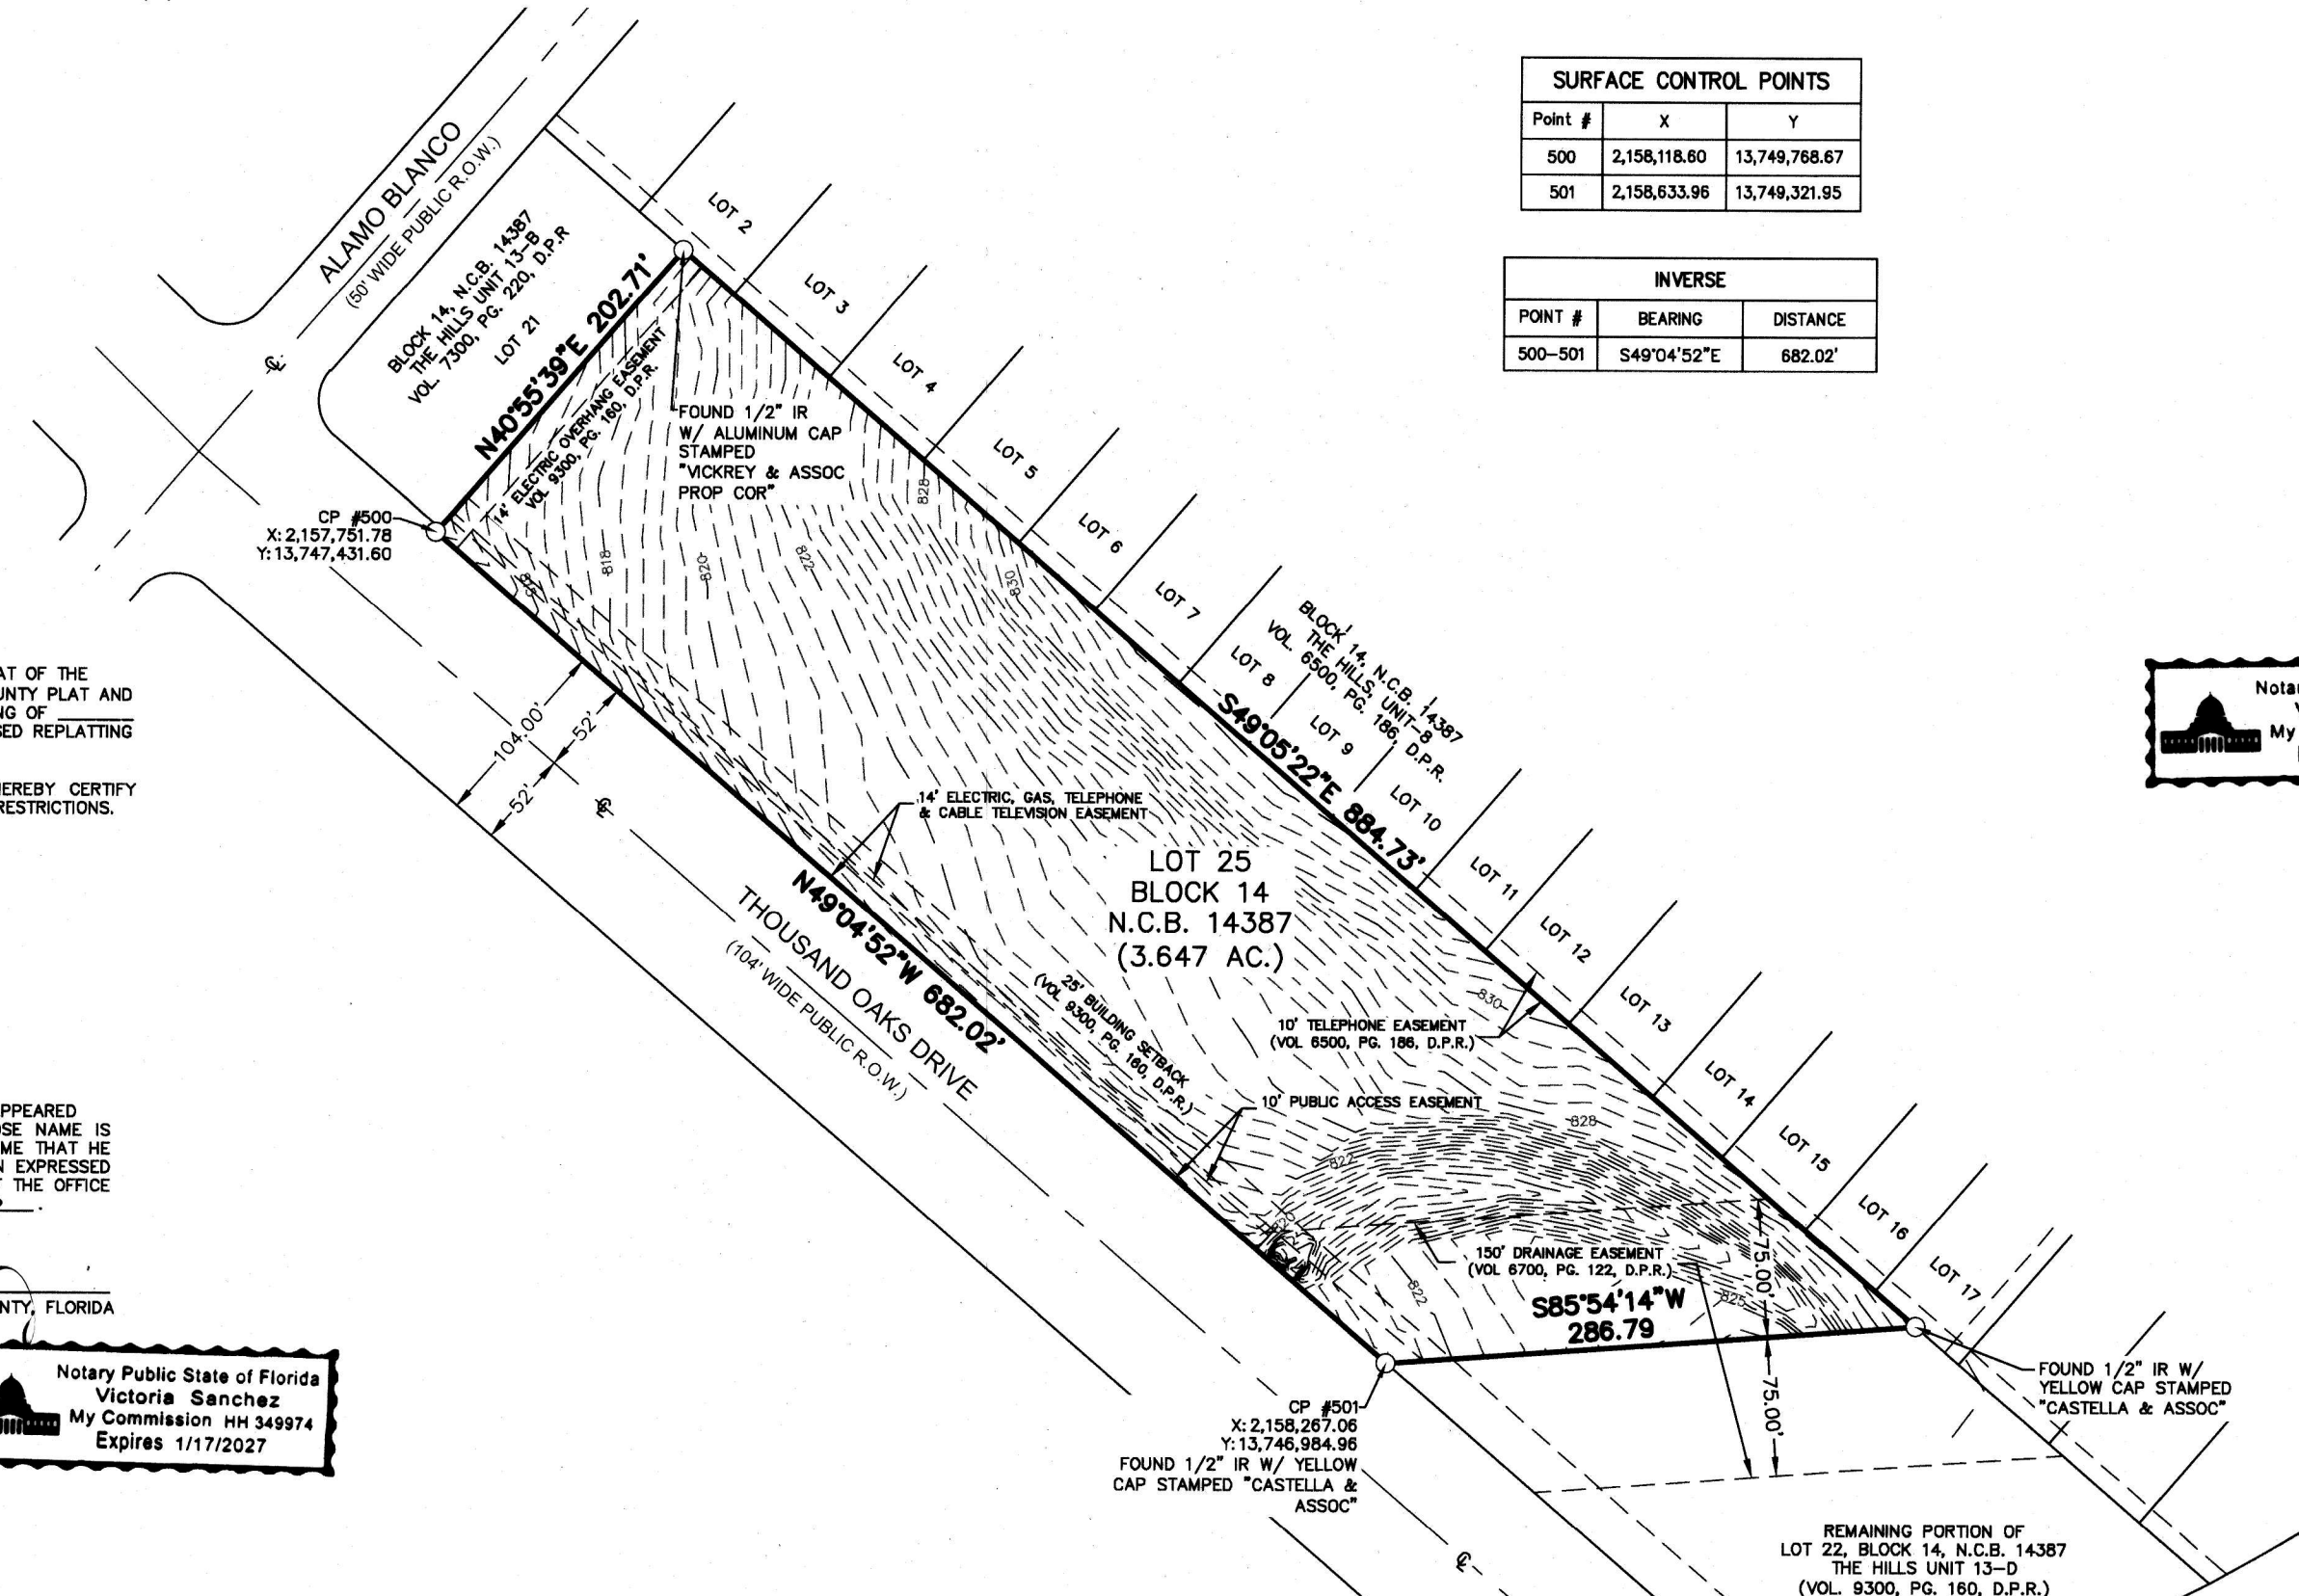 SURFACE CONTROL POINTS
Point # X Y
500 2,158,118.60 13,749,768.67
501 2,158,633.96 13,749,321.95
INVERSE
POINT # BEARING DISTANCE
500-501 S49°04'52"E 682.02'
ALAMO BLANCO
(50' WIDE PUBLIC R.O.W.)
BLOCK 14, N.C.B. 14387
THE HILLS UNIT 13-B
VOL. 7300, PG. 220, D.P.R
LOT 21
N40°55'39"E 202.71'
14' ELECTRIC OVERHANG EASEMENT
VOL 9300, PG. 160, D.P.R.
FOUND 1/2" IR
W/ ALUMINUM CAP
STAMPED
"VICKREY & ASSOC
PROP COR"
CP #500
X: 2,157,751.78
Y: 13,747,431.60
LOT 2
LOT 3
LOT 4
LOT 5
LOT 6
LOT 7
LOT 8
LOT 9
LOT 10
LOT 11
LOT 12
LOT 13
LOT 14
LOT 15
LOT 16
LOT 17
BLOCK 14, N.C.B. 14387
THE HILLS, UNIT-8
VOL. 6500, PG. 186, D.P.R.
S49°05'22"E 884.73'
818
820
822
828
830
104.00'
52'
52'
14' ELECTRIC, GAS, TELEPHONE
& CABLE TELEVISION EASEMENT
LOT 25
BLOCK 14
N.C.B. 14387
(3.647 AC.)
N49°04'52"W 682.02'
THOUSAND OAKS DRIVE
(104' WIDE PUBLIC R.O.W.)
25' BUILDING SETBACK
(VOL 9300, PG. 160, D.P.R.)
830
10' TELEPHONE EASEMENT
(VOL 6500, PG. 186, D.P.R.)
10' PUBLIC ACCESS EASEMENT
828
822
820
150' DRAINAGE EASEMENT
(VOL 6700, PG. 122, D.P.R.)
822
825
75.00'
75.00'
S85°54'14"W
286.79
CP #501
X: 2,158,267.06
Y: 13,746,984.96
FOUND 1/2" IR W/ YELLOW
CAP STAMPED "CASTELLA &
ASSOC"
FOUND 1/2" IR W/
YELLOW CAP STAMPED
"CASTELLA & ASSOC"
REMAINING PORTION OF
LOT 22, BLOCK 14, N.C.B. 14387
THE HILLS UNIT 13-D
(VOL. 9300, PG. 160, D.P.R.)
AT OF THE
UNTY PLAT AND
NG OF
SED REPLATTING
HEREBY CERTIFY
RESTRICTIONS.
PPEARED
OSE NAME IS
ME THAT HE
N EXPRESSED
THE OFFICE
NTY, FLORIDA
Notary Public State of Florida
Victoria Sanchez
My Commission HH 349974
Expires 1/17/2027
Nota
My